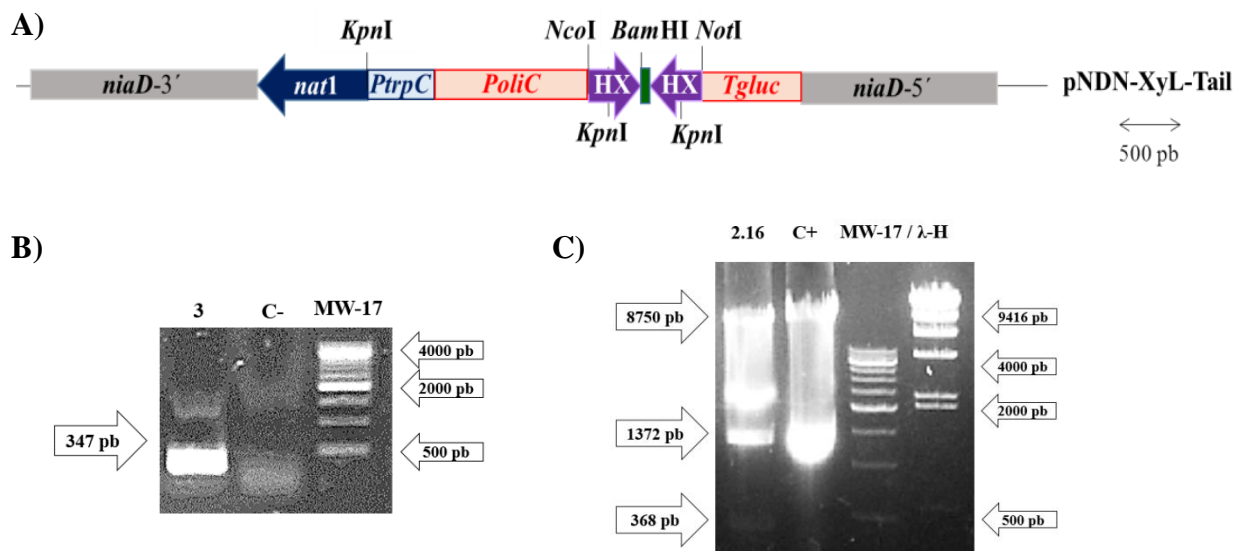 A)
KpnI NcoI BamHI NotI
niaD-3´ nat1 PtrpC PoliC HX HX Tgluc niaD-5´ pNDN-XyL-Tail
KpnI KpnI
500 pb
B)
3 C- MW-17
4000 pb
2000 pb
347 pb
500 pb
C)
2.16 C+ MW-17 / λ-H
8750 pb 9416 pb
4000 pb
1372 pb 2000 pb
368 pb 500 pb